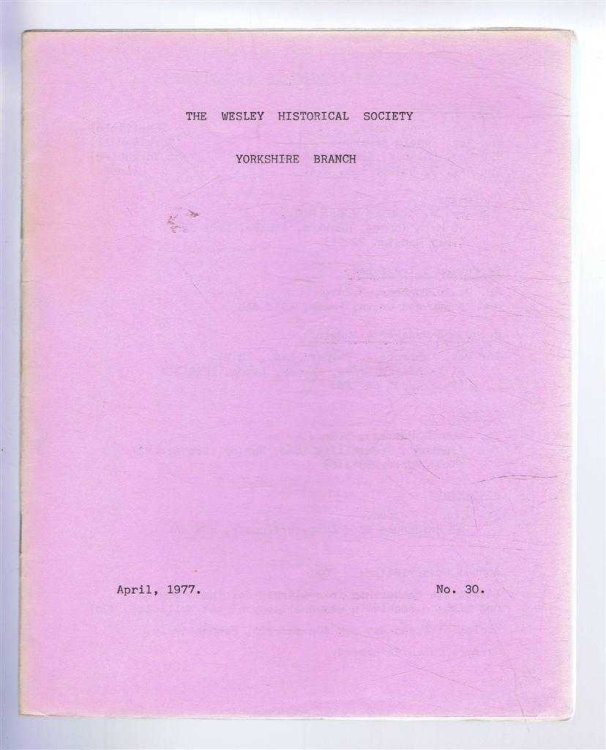 THE WESLEY HISTORICAL SOCIETY
YORKSHIRE BRANCH
April, 1977.
No. 30.